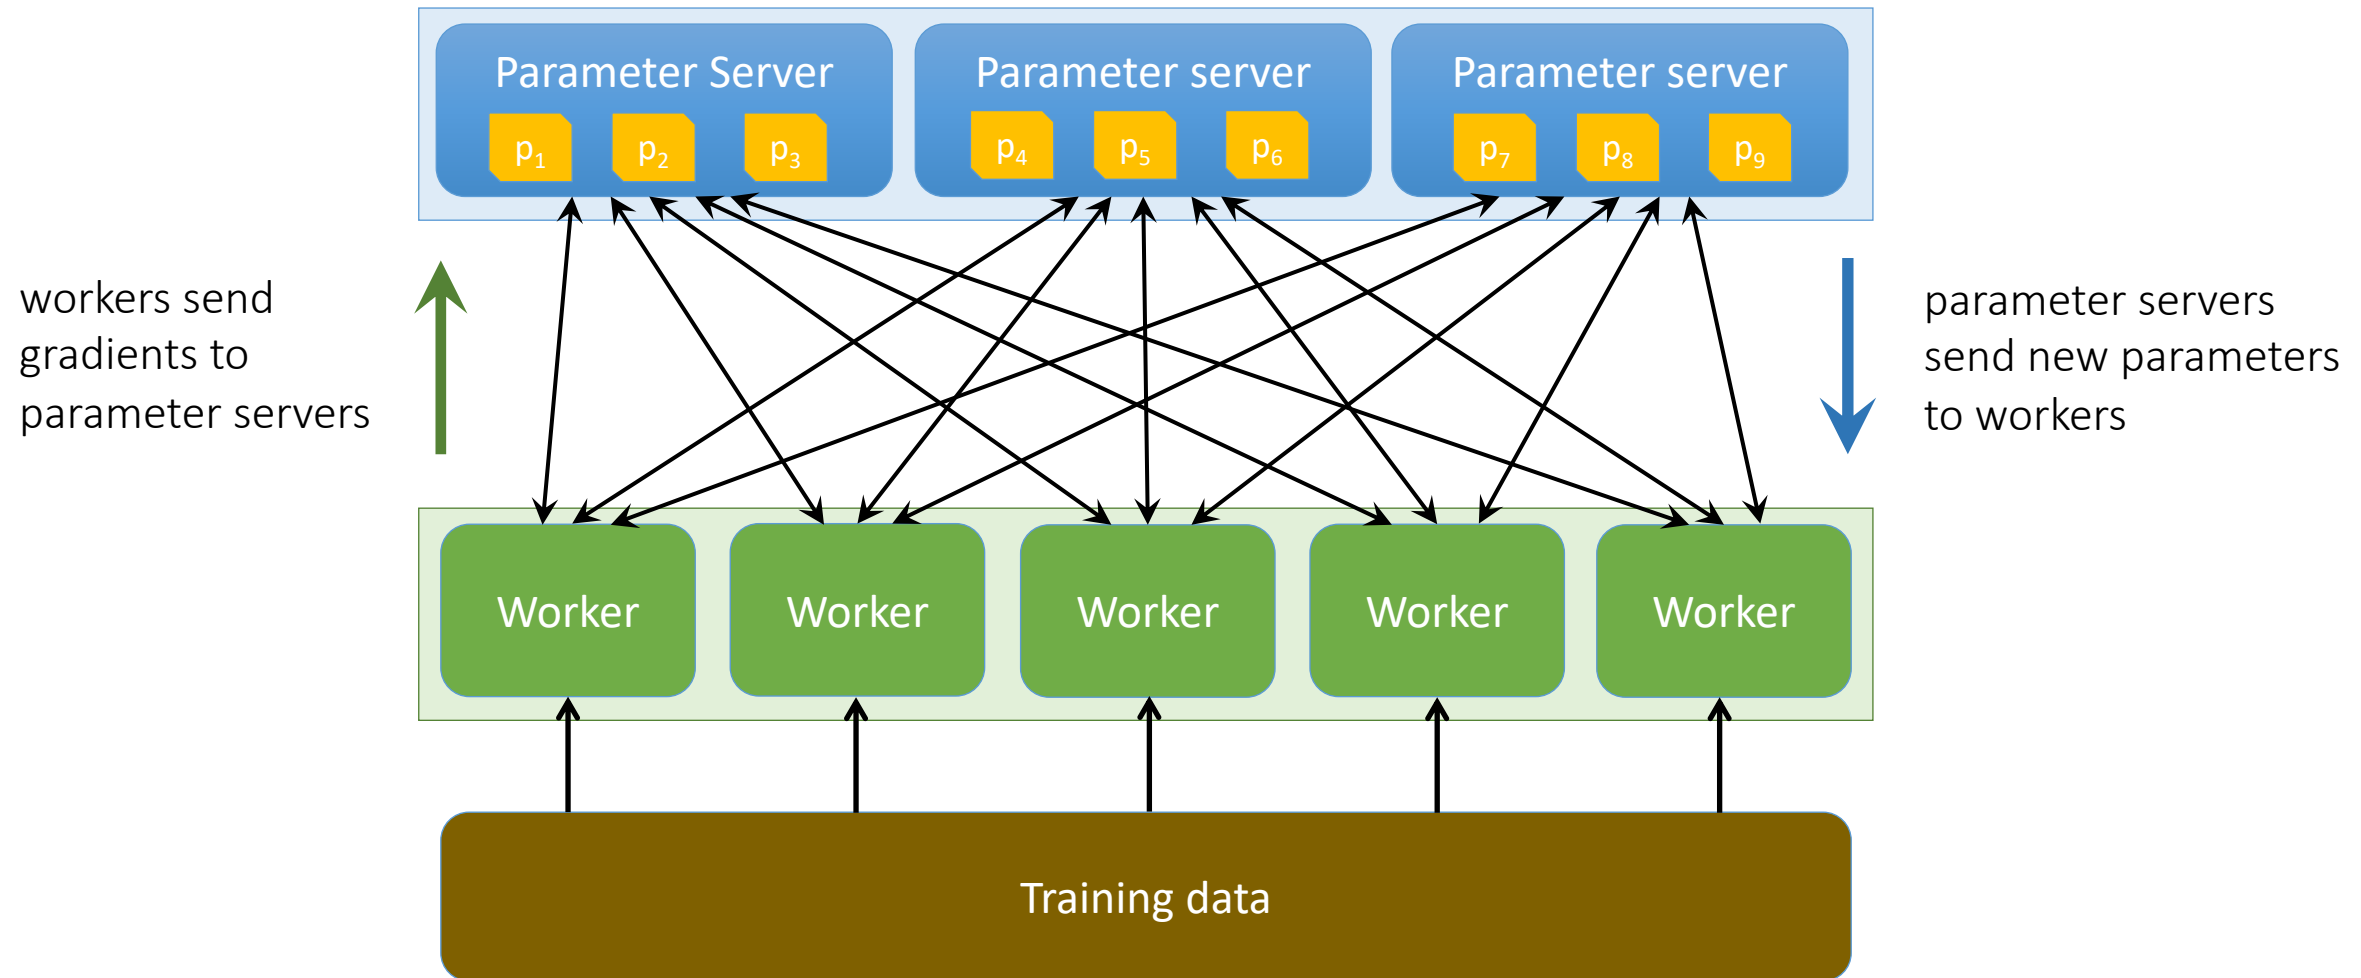 Parameter Server
Parameter server
Parameter server
p₁ p₂ p₃
p₄ p₅ p₆
p₇ p₈ p₉
workers send
gradients to
parameter servers
parameter servers
send new parameters
to workers
Worker
Worker
Worker
Worker
Worker
Training data